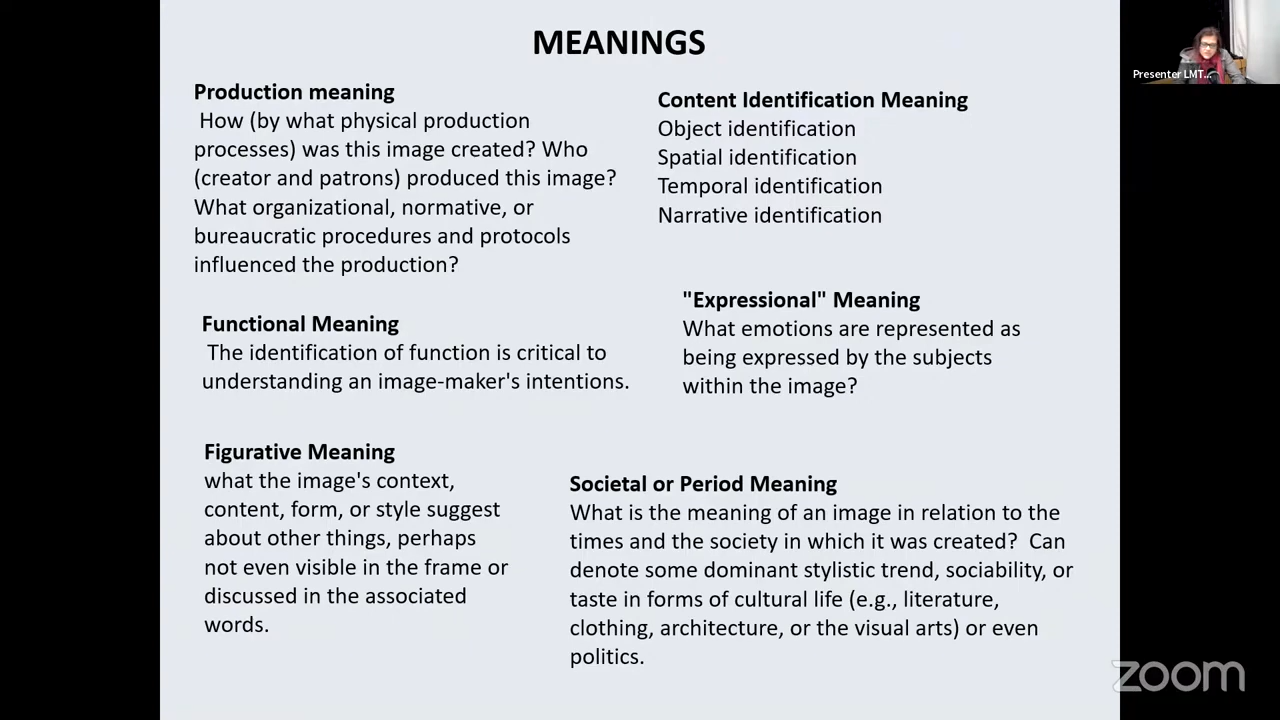 MEANINGS
Production meaning
How (by what physical production
processes) was this image created? Who
(creator and patrons) produced this image?
What organizational, normative, or
bureaucratic procedures and protocols
influenced the production?
Content Identification Meaning
Object identification
Spatial identification
Temporal identification
Narrative identification
Functional Meaning
The identification of function is critical to
understanding an image-maker's intentions.
"Expressional" Meaning
What emotions are represented as
being expressed by the subjects
within the image?
Figurative Meaning
what the image's context,
content, form, or style suggest
about other things, perhaps
not even visible in the frame or
discussed in the associated
words.
Societal or Period Meaning
What is the meaning of an image in relation to the
times and the society in which it was created? Can
denote some dominant stylistic trend, sociability, or
taste in forms of cultural life (e.g., literature,
clothing, architecture, or the visual arts) or even
politics.
Presenter LMT...
zoom